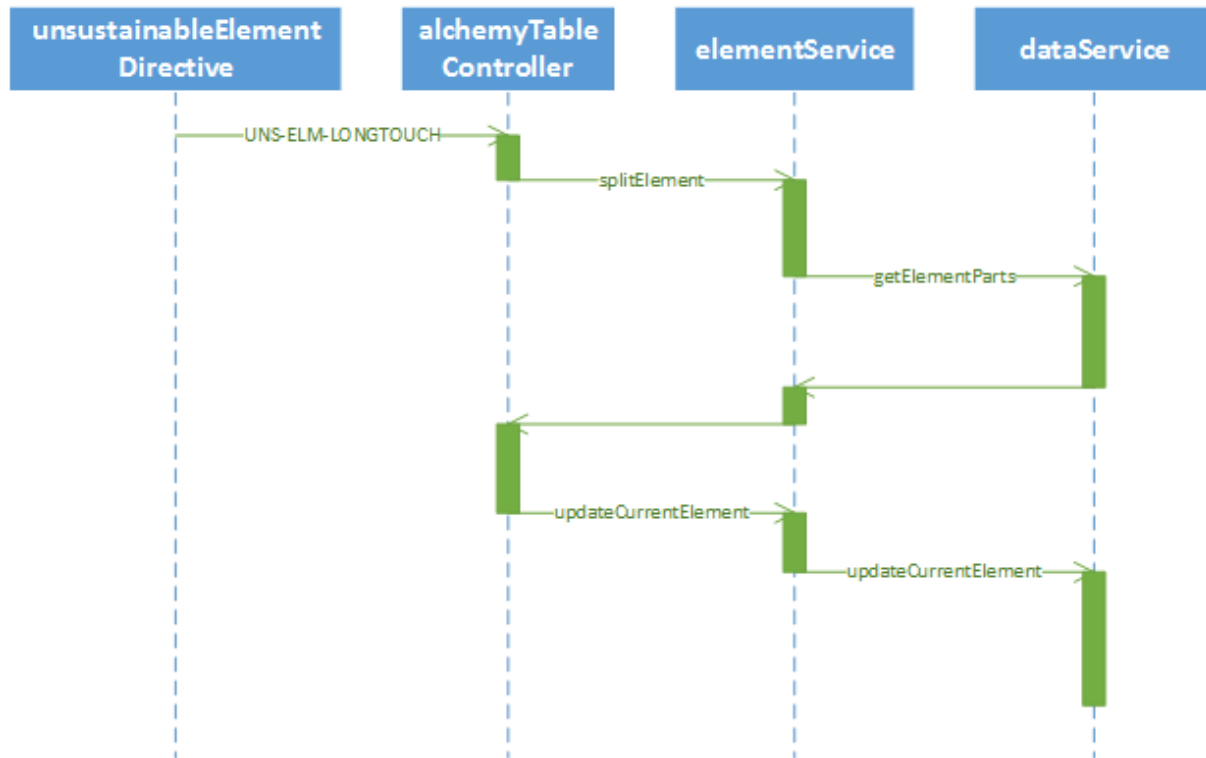 unsustainableElement
Directive
alchemyTable
Controller
elementService
dataService
UNS-ELM-LONGTOUCH
splitElement
getElementParts
updateCurrentElement
updateCurrentElement